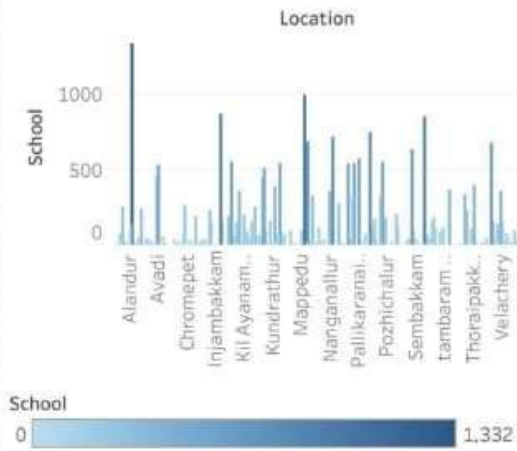 Location
School
1000
500
0
Alandur
Avadi
Chromepet
Injambakkam
Kil Ayanam..
Kundrathur
Mappedu
Nanganallur
Pallikaranai..
Pozhichalur
Sembakkam
tambaram ..
Thoraipakk..
Velachery
School
0 1,332